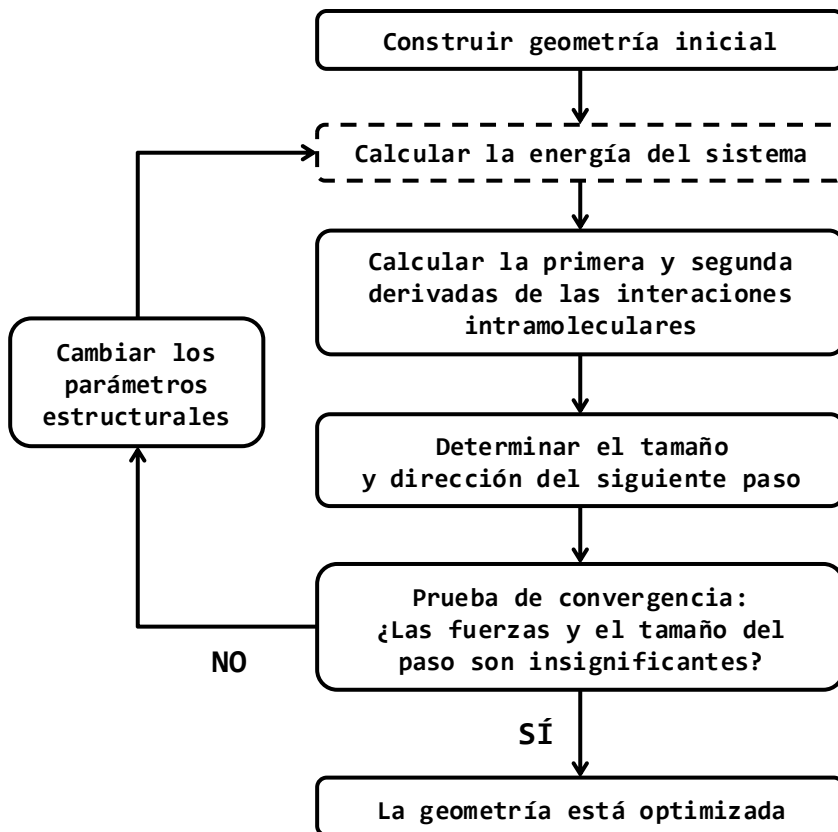 Construir geometría inicial
Calcular la energía del sistema
Calcular la primera y segunda
derivadas de las interaciones
intramoleculares
Cambiar los
parámetros
estructurales
Determinar el tamaño
y dirección del siguiente paso
Prueba de convergencia:
¿Las fuerzas y el tamaño del
paso son insignificantes?
NO
SÍ
La geometría está optimizada